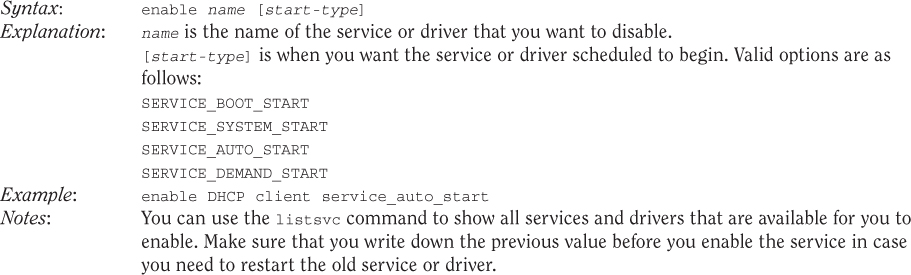 Syntax: enable name [start-type]
Explanation: name is the name of the service or driver that you want to disable.
[start-type] is when you want the service or driver scheduled to begin. Valid options are as
follows:
SERVICE_BOOT_START
SERVICE_SYSTEM_START
SERVICE_AUTO_START
SERVICE_DEMAND_START
Example: enable DHCP client service_auto_start
Notes: You can use the listsvc command to show all services and drivers that are available for you to
enable. Make sure that you write down the previous value before you enable the service in case
you need to restart the old service or driver.